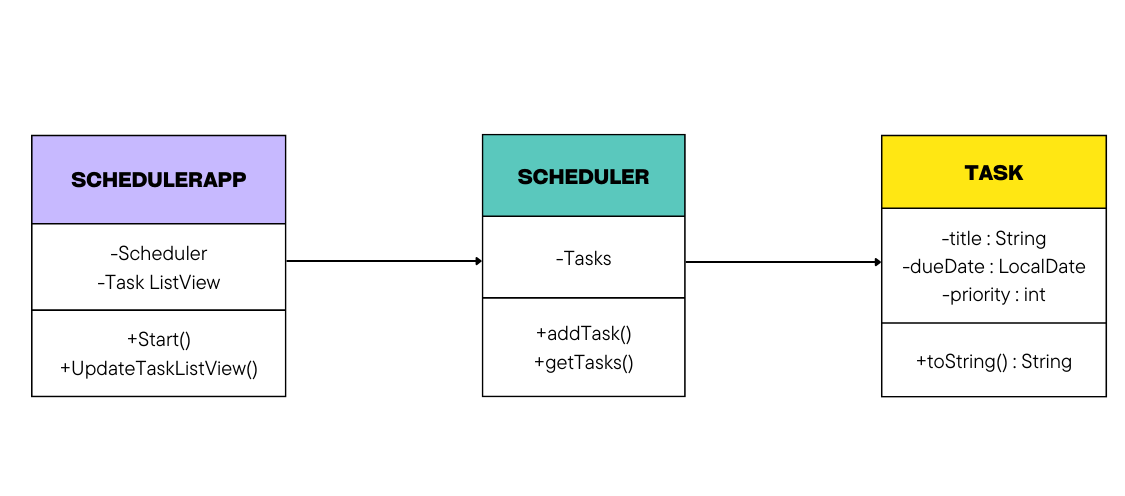 SCHEDULERAPP
-Scheduler
-Task ListView
+Start()
+UpdateTaskListView()
SCHEDULER
-Tasks
+addTask()
+getTasks()
TASK
-title : String
-dueDate : LocalDate
-priority : int
+toString() : String